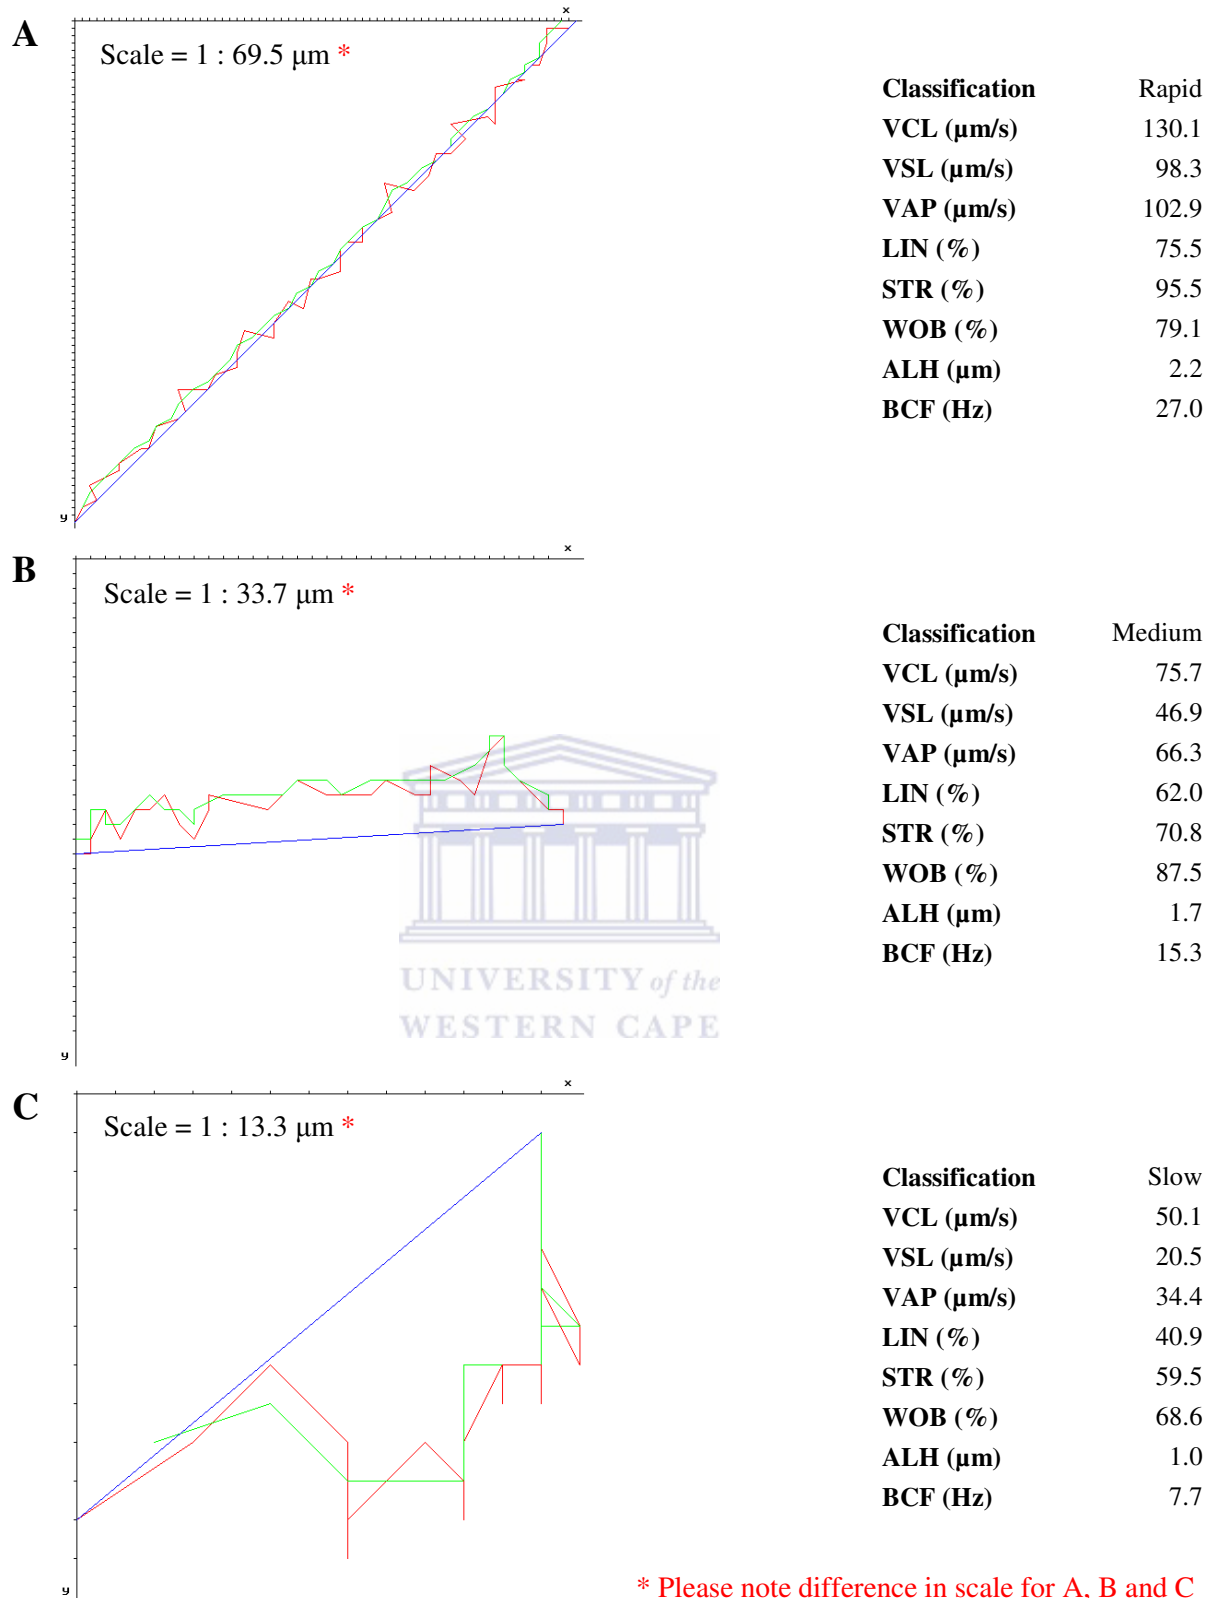 A
x
Scale = 1 : 69.5 μm *
y
Classification Rapid
VCL (μm/s) 130.1
VSL (μm/s) 98.3
VAP (μm/s) 102.9
LIN (%) 75.5
STR (%) 95.5
WOB (%) 79.1
ALH (μm) 2.2
BCF (Hz) 27.0
B
x
Scale = 1 : 33.7 μm *
y
Classification Medium
VCL (μm/s) 75.7
VSL (μm/s) 46.9
VAP (μm/s) 66.3
LIN (%) 62.0
STR (%) 70.8
WOB (%) 87.5
ALH (μm) 1.7
BCF (Hz) 15.3
UNIVERSITY of the
WESTERN CAPE
C
x
Scale = 1 : 13.3 μm *
y
Classification Slow
VCL (μm/s) 50.1
VSL (μm/s) 20.5
VAP (μm/s) 34.4
LIN (%) 40.9
STR (%) 59.5
WOB (%) 68.6
ALH (μm) 1.0
BCF (Hz) 7.7
* Please note difference in scale for A, B and C